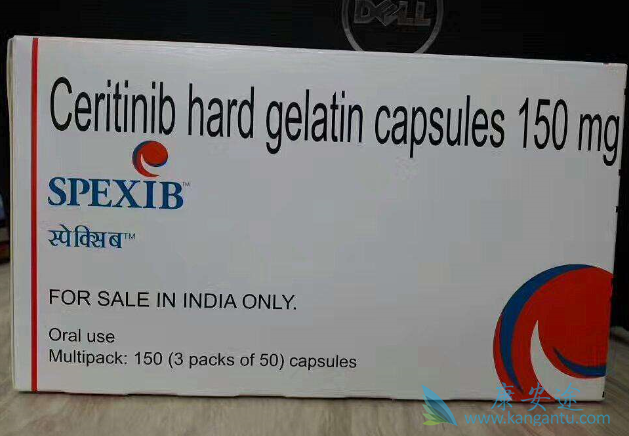 DELL
Ceritinib hard gelatin capsules 150 mg
SPEXIB™
स्पेक्सिब™
FOR SALE IN INDIA ONLY.
Oral use
Multipack: 150 (3 packs of 50) capsules
康安途
www.kangantu.com